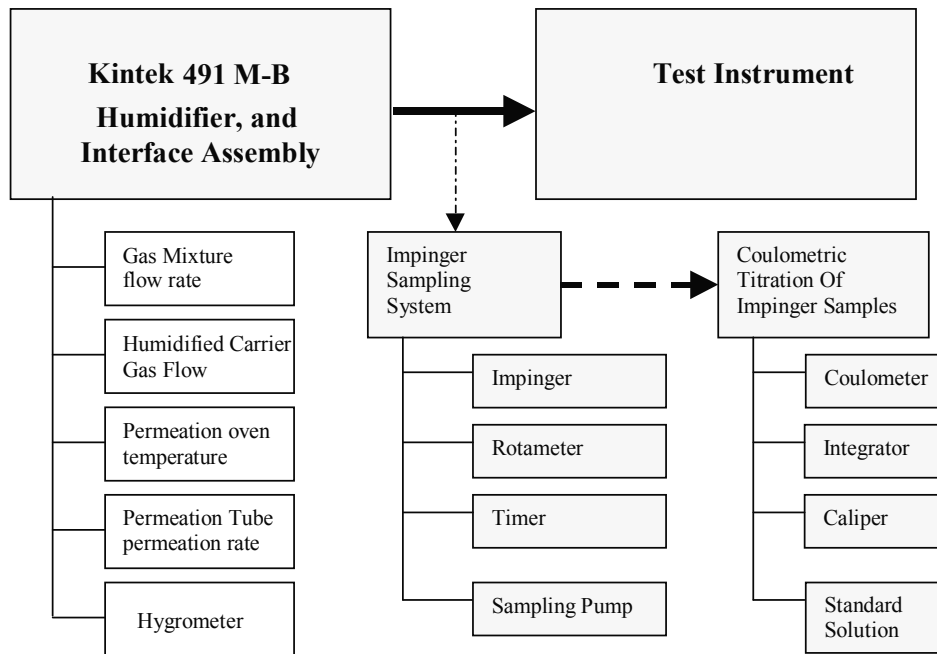 Kintek 491 M-B
Humidifier, and
Interface Assembly
Test Instrument
Gas Mixture
flow rate
Humidified Carrier
Gas Flow
Permeation oven
temperature
Permeation Tube
permeation rate
Hygrometer
Impinger
Sampling
System
Impinger
Rotameter
Timer
Sampling Pump
Coulometric
Titration Of
Impinger Samples
Coulometer
Integrator
Caliper
Standard
Solution